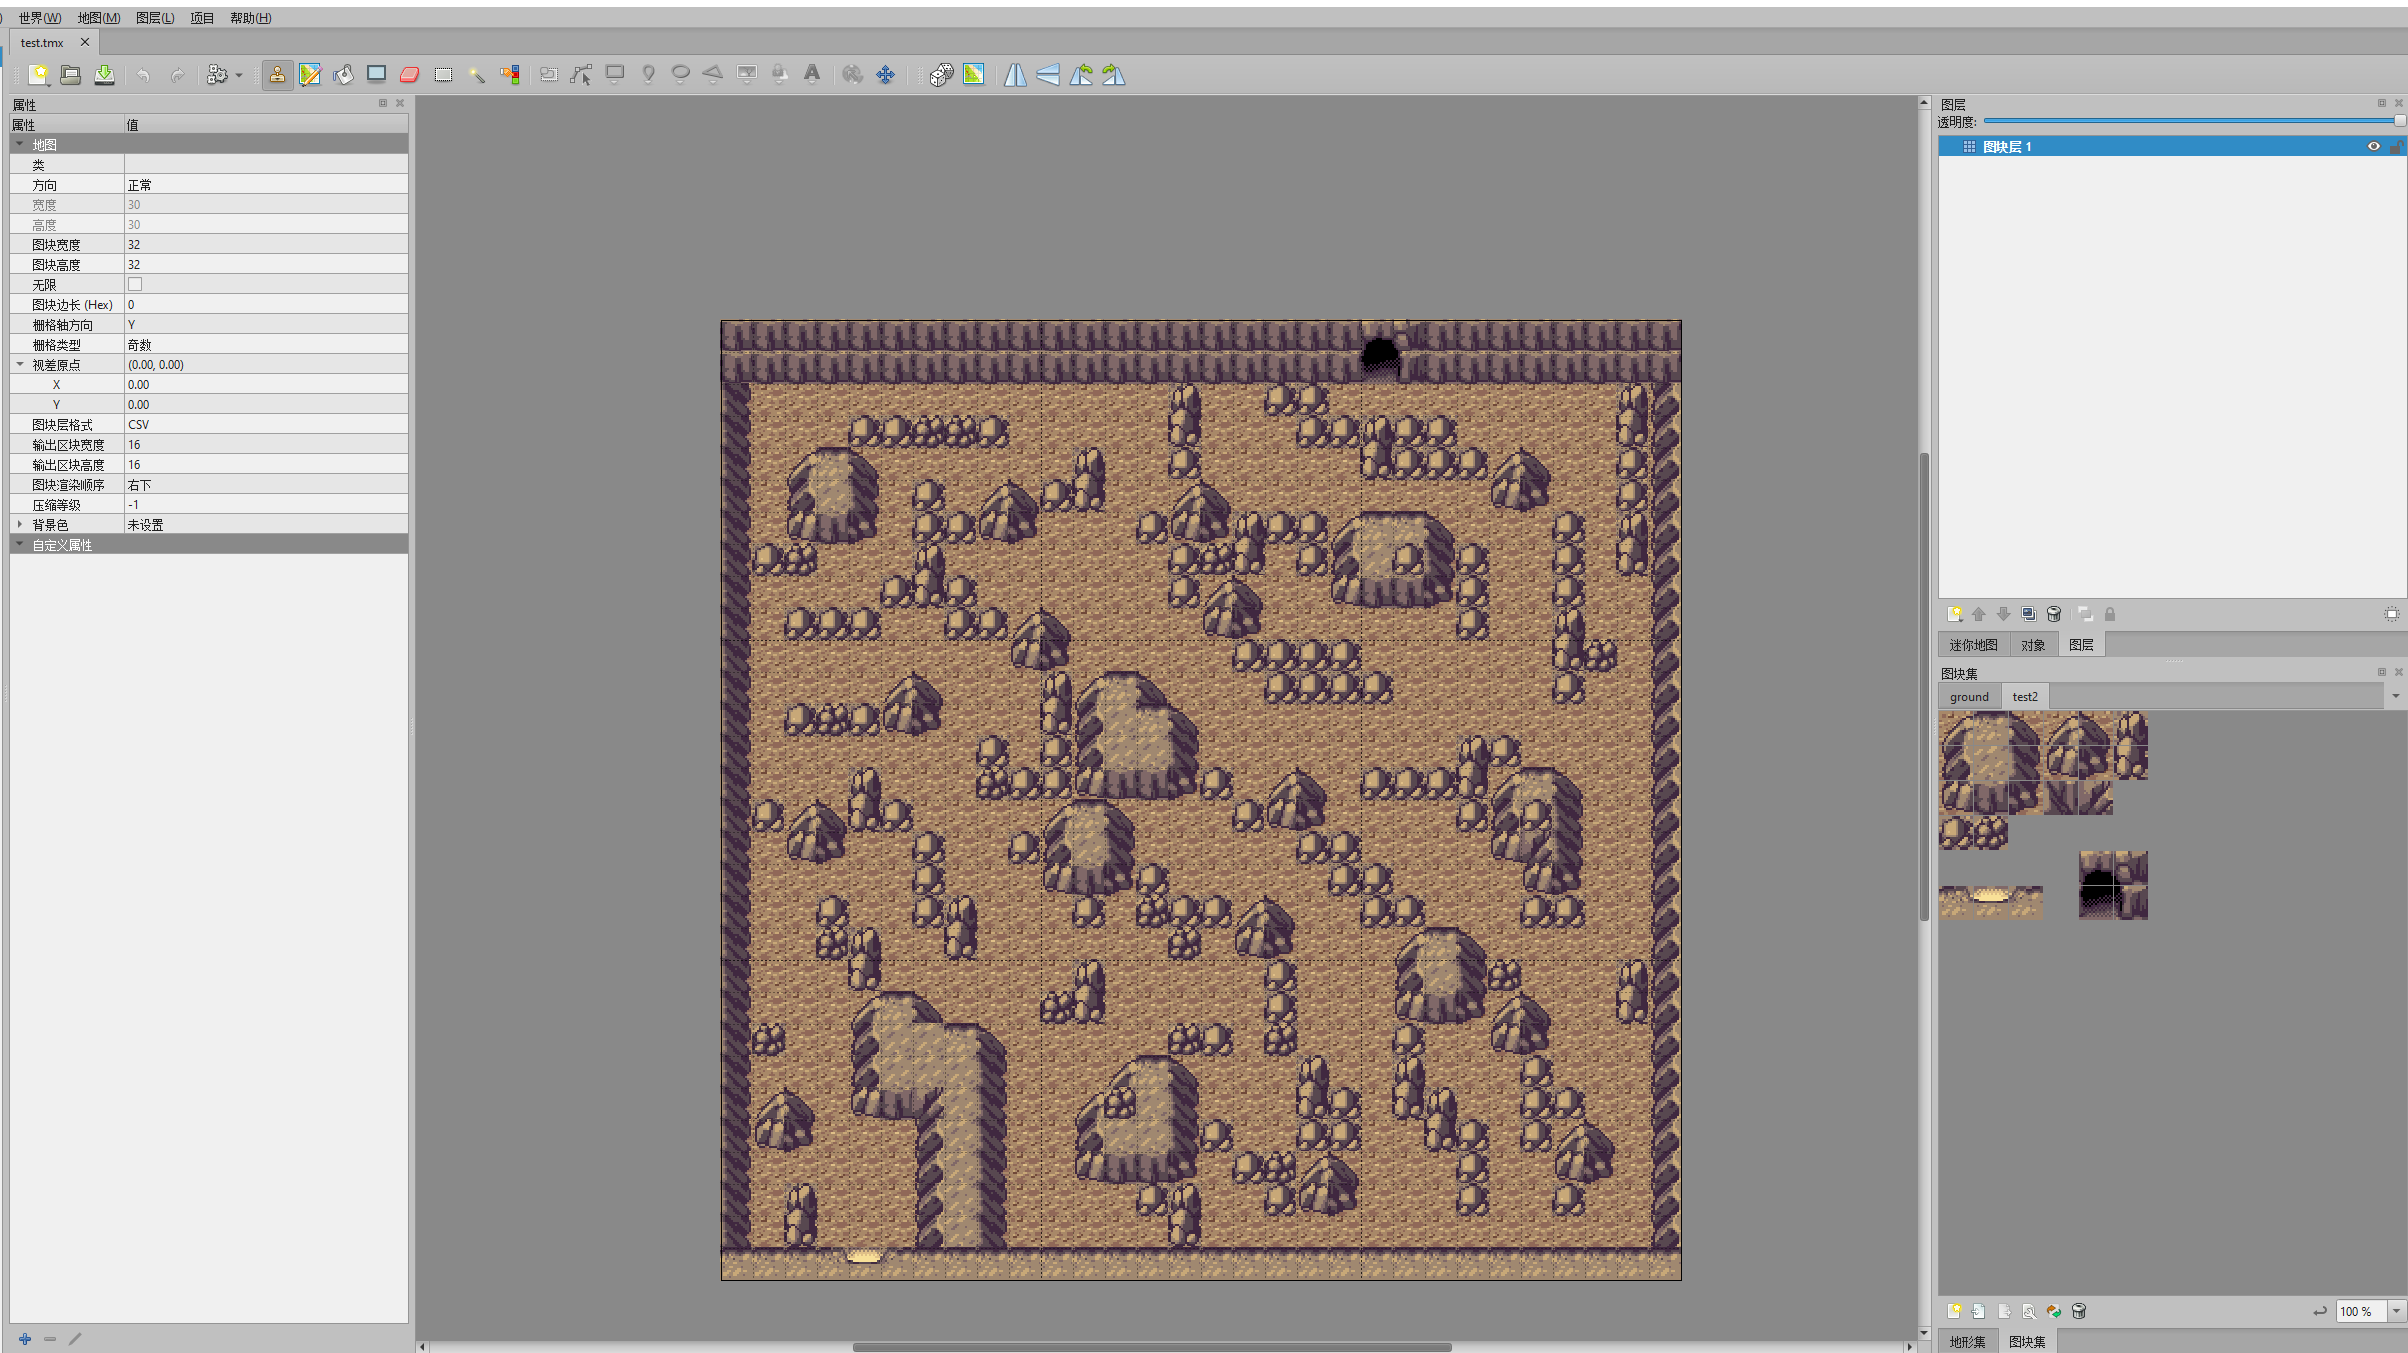 ) 世界(W) 地图(M) 图层(L) 项目 帮助(H)
test.tmx
属性
属性 值
地图
类
方向 正常
宽度 30
高度 30
图块宽度 32
图块高度 32
无限
图块边长 (Hex) 0
栅格轴方向 Y
栅格类型 奇数
视差原点 (0.00, 0.00)
X 0.00
Y 0.00
图块层格式 CSV
输出区块宽度 16
输出区块高度 16
图块渲染顺序 右下
压缩等级 -1
背景色 未设置
自定义属性
图层
透明度:
图块层 1
迷你地图 对象 图层
图块集
ground test2
100 %
地形集 图块集